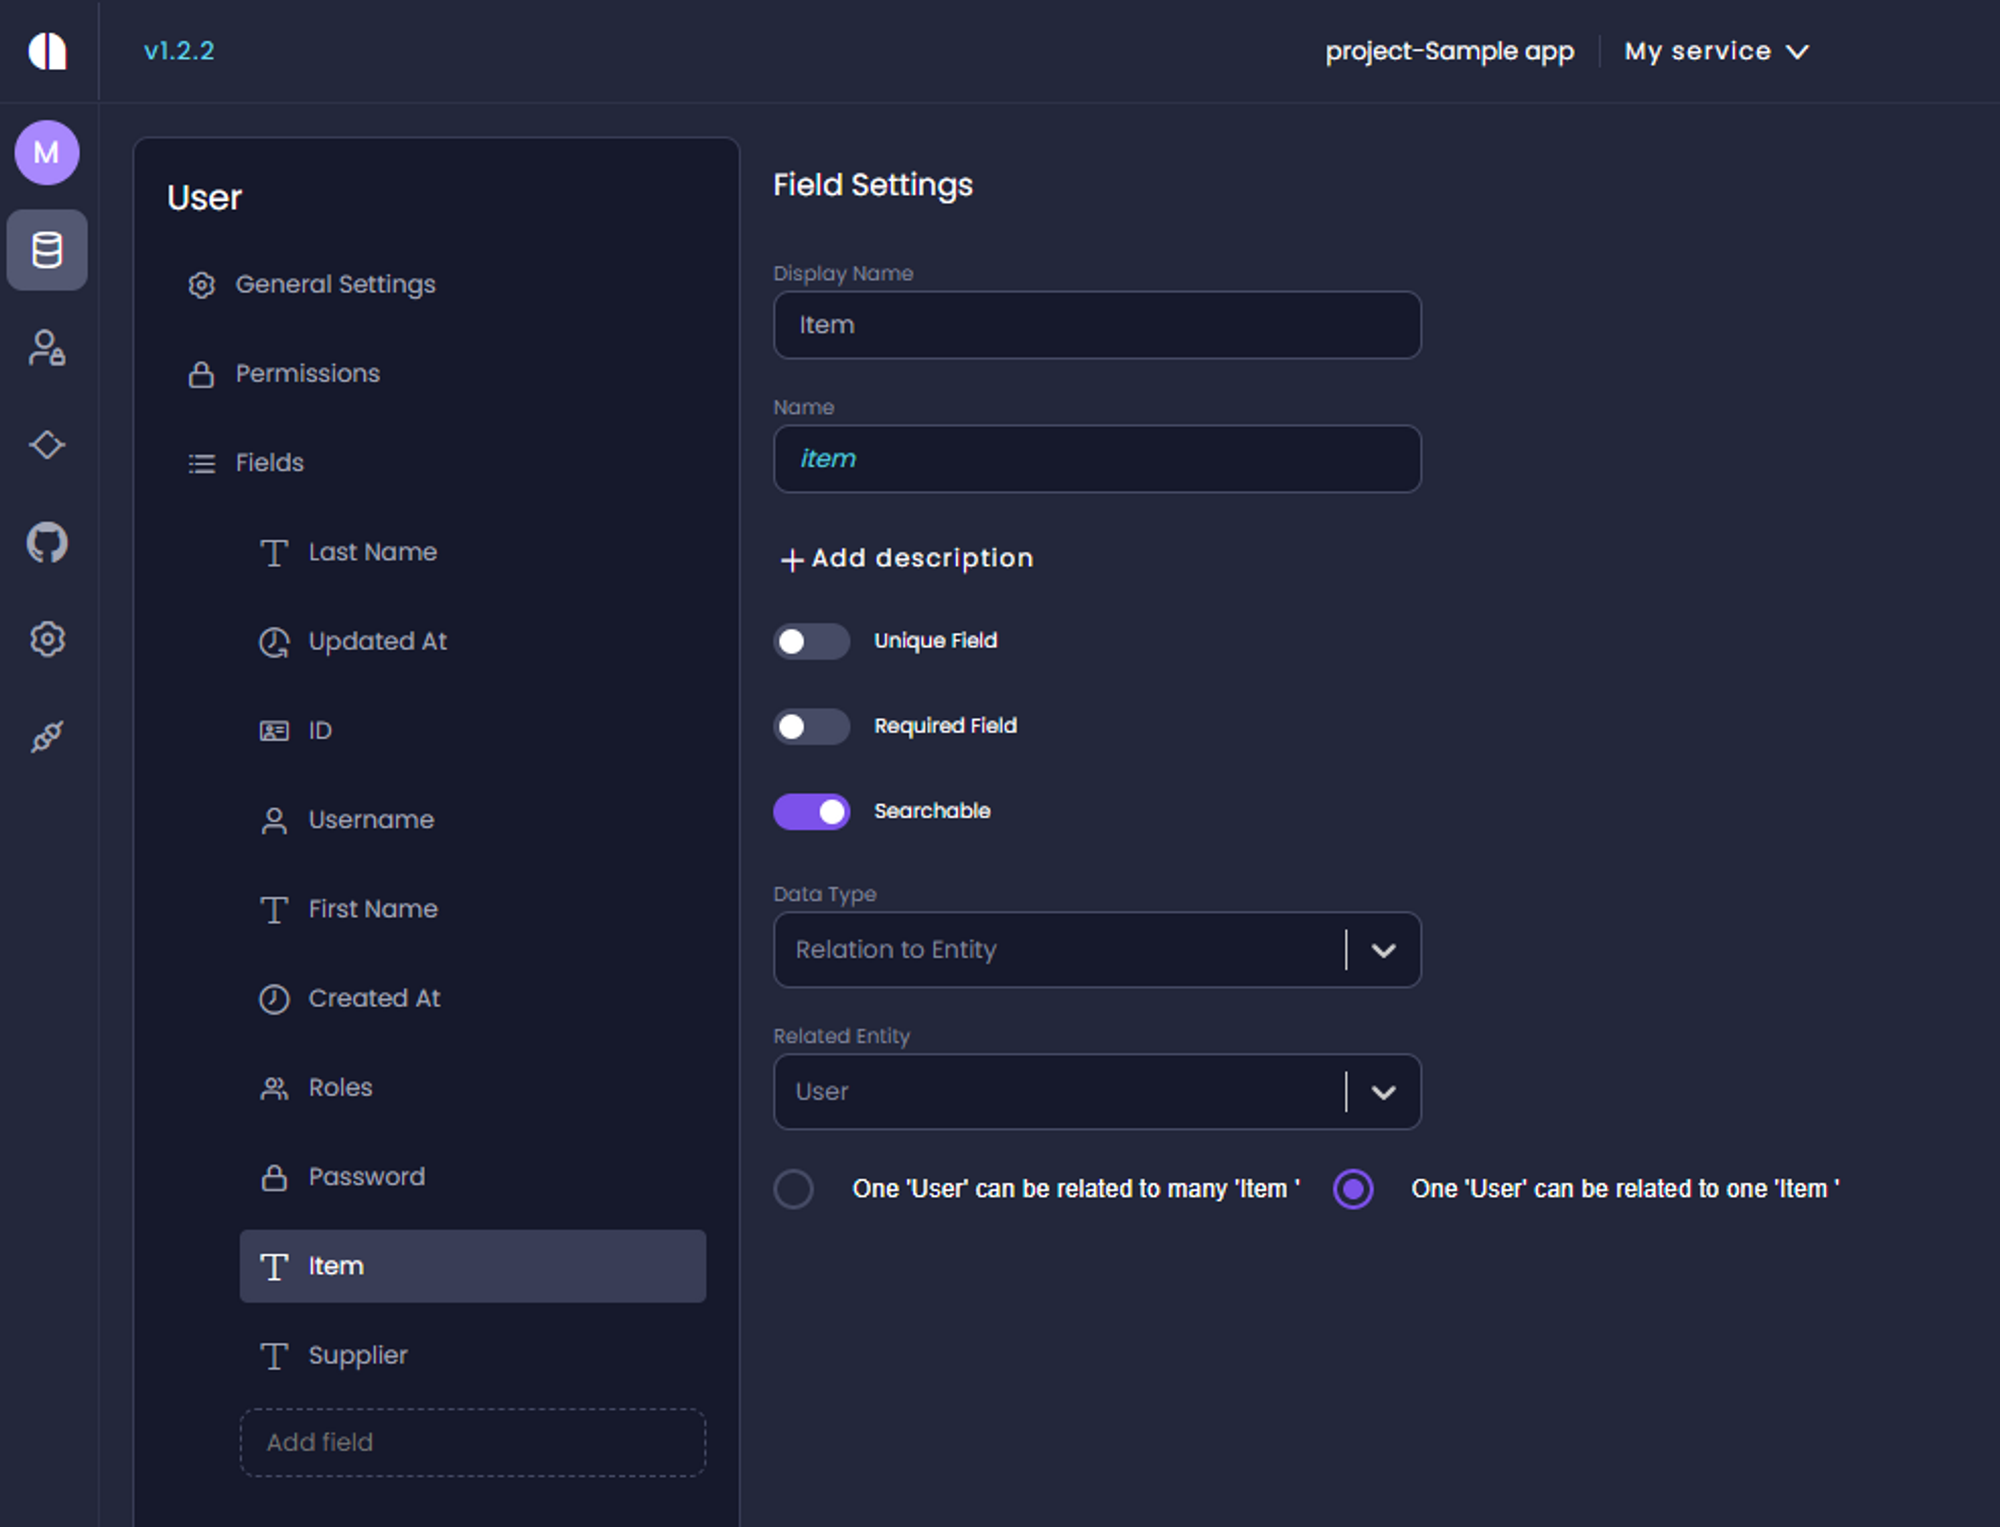 v1.2.2
project-Sample app
My service
M
User
General Settings
Permissions
Fields
Last Name
Updated At
ID
Username
First Name
Created At
Roles
Password
Item
Supplier
Add field
Field Settings
Display Name
Item
Name
item
Add description
Unique Field
Required Field
Searchable
Data Type
Relation to Entity
Related Entity
User
One 'User' can be related to many 'Item '
One 'User' can be related to one 'Item '